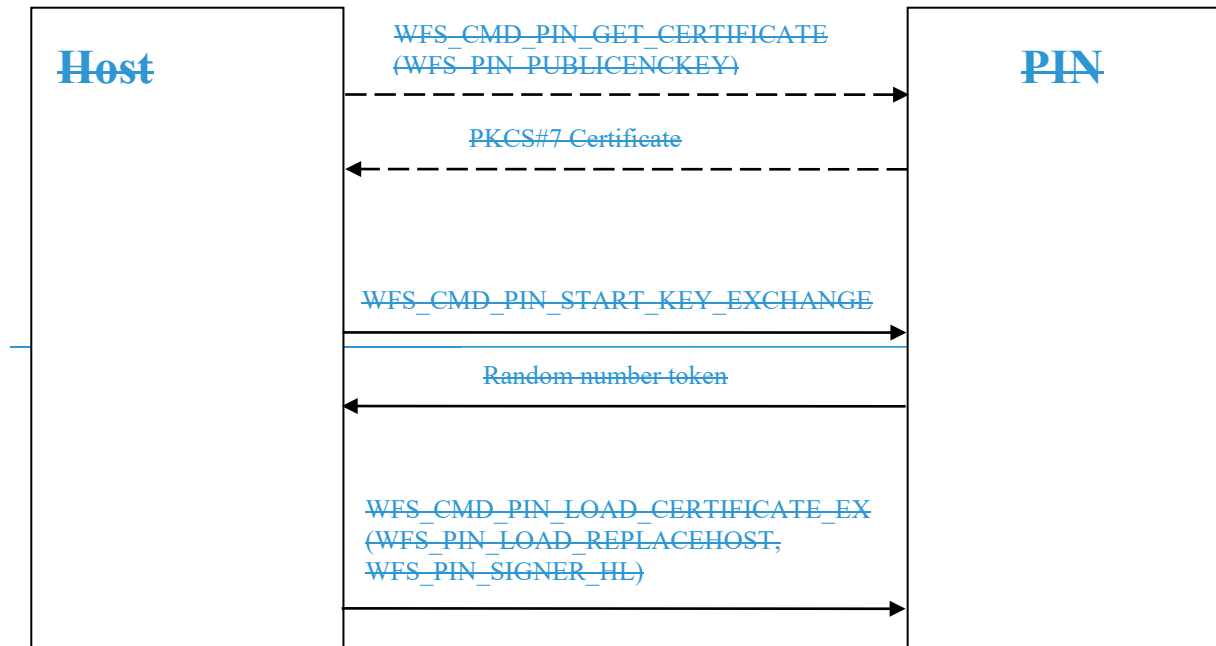 Host
PIN
WFS_CMD_PIN_GET_CERTIFICATE
(WFS_PIN_PUBLICENCKEY)
PKCS#7 Certificate
WFS_CMD_PIN_START_KEY_EXCHANGE
Random number token
WFS_CMD_PIN_LOAD_CERTIFICATE_EX
(WFS_PIN_LOAD_REPLACEHOST,
WFS_PIN_SIGNER_HL)